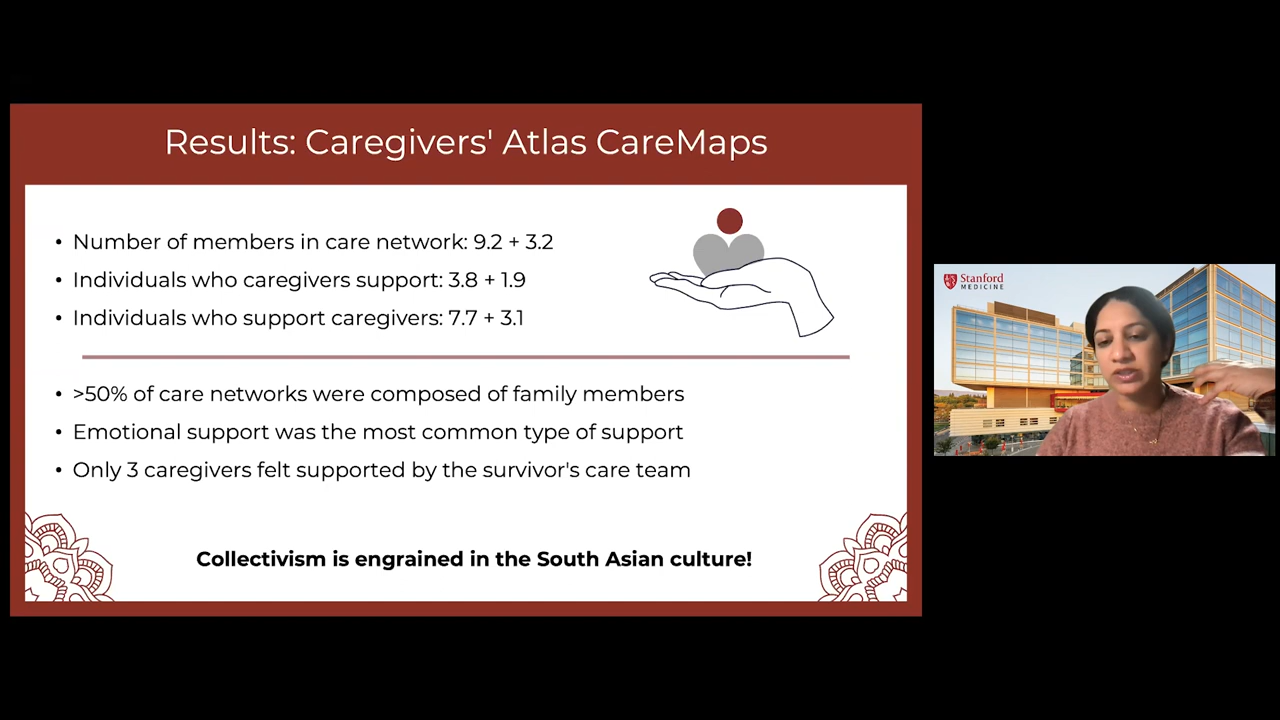 Results: Caregivers' Atlas CareMaps
• Number of members in care network: 9.2 + 3.2
• Individuals who caregivers support: 3.8 + 1.9
• Individuals who support caregivers: 7.7 + 3.1
• >50% of care networks were composed of family members
• Emotional support was the most common type of support
• Only 3 caregivers felt supported by the survivor's care team
Collectivism is engrained in the South Asian culture!
Stanford
MEDICINE